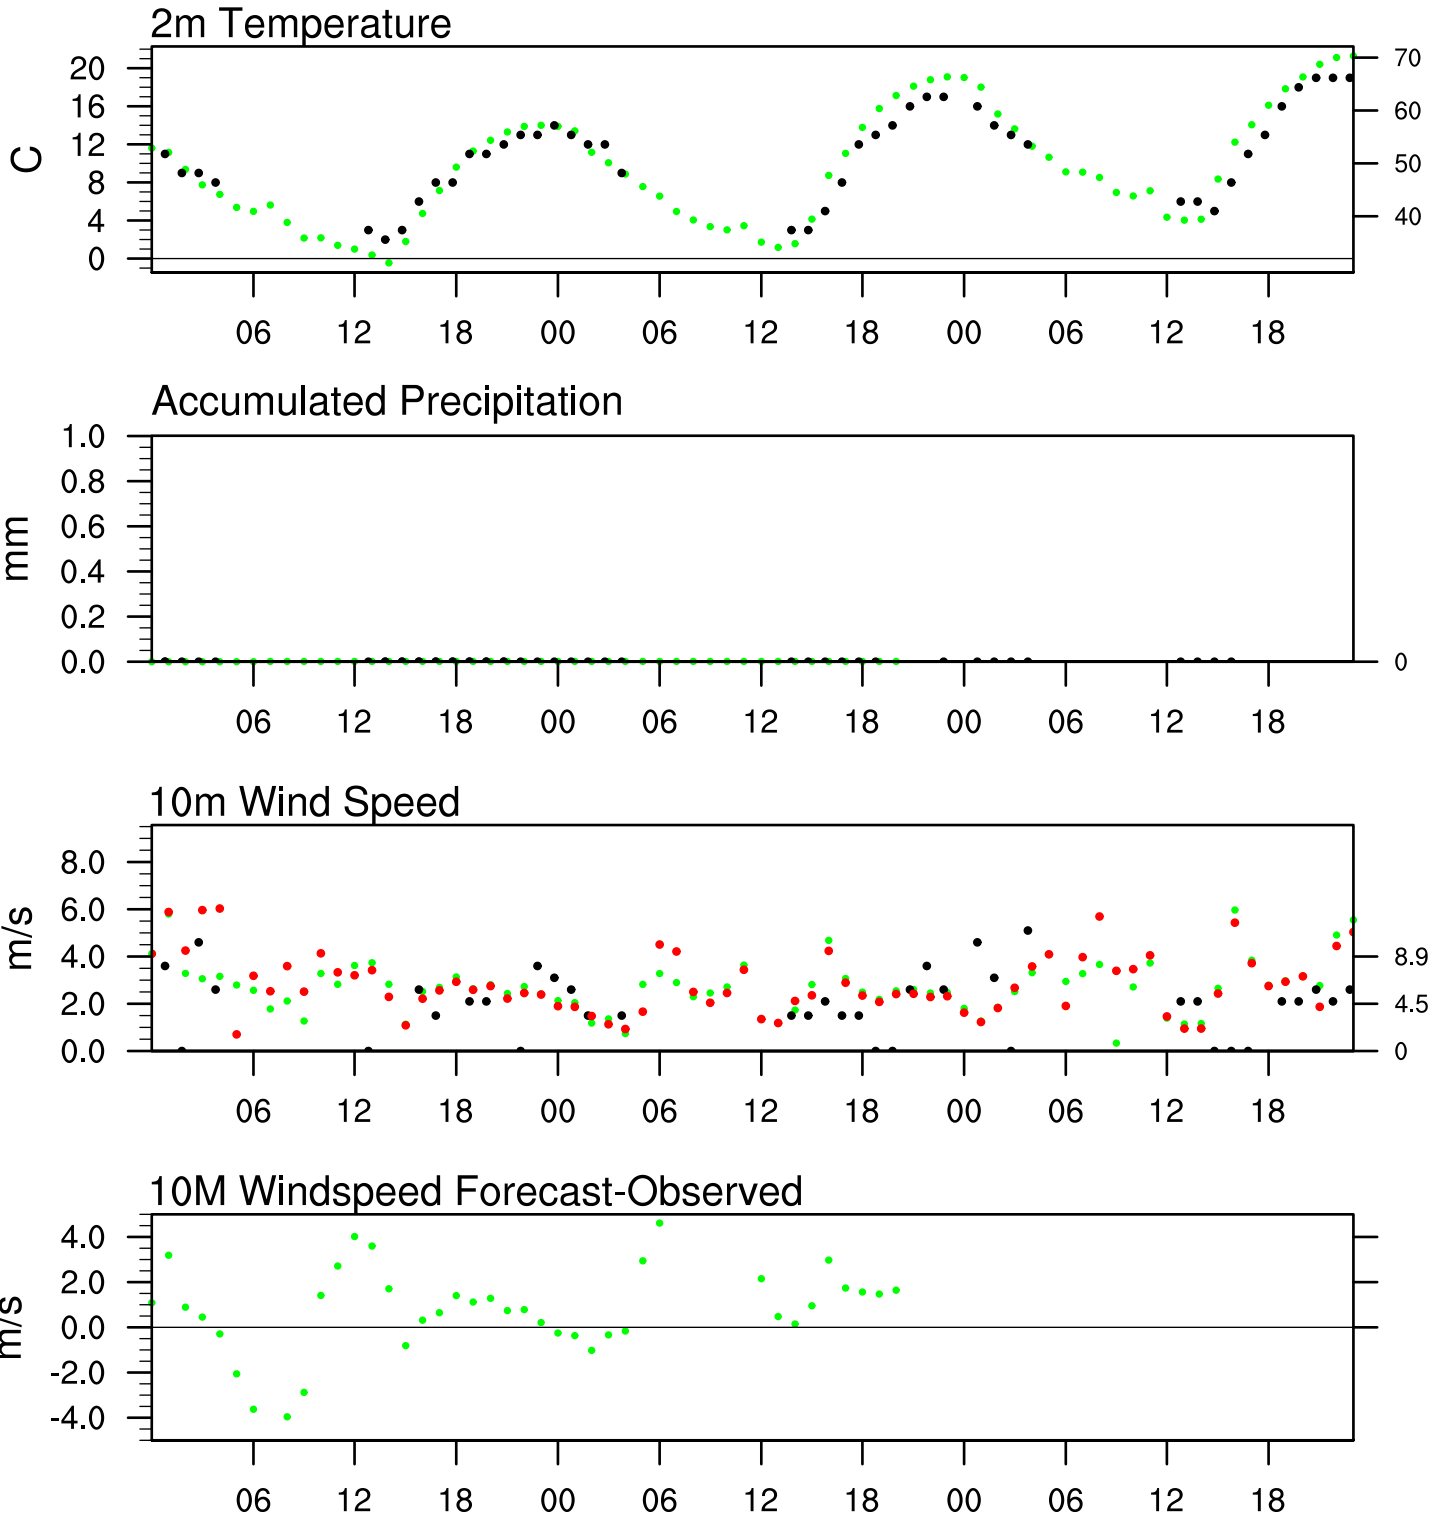 2m Temperature
20 70
16 60
12 50
8
4 40
0
C
06 12 18 00 06 12 18 00 06 12 18
Accumulated Precipitation
1.0
0.8
0.6
0.4
0.2
0.0 0
mm
06 12 18 00 06 12 18 00 06 12 18
10m Wind Speed
8.0
6.0
4.0 8.9
2.0 4.5
0.0 0
m/s
06 12 18 00 06 12 18 00 06 12 18
10M Windspeed Forecast-Observed
4.0
2.0
0.0
-2.0
-4.0
m/s
06 12 18 00 06 12 18 00 06 12 18